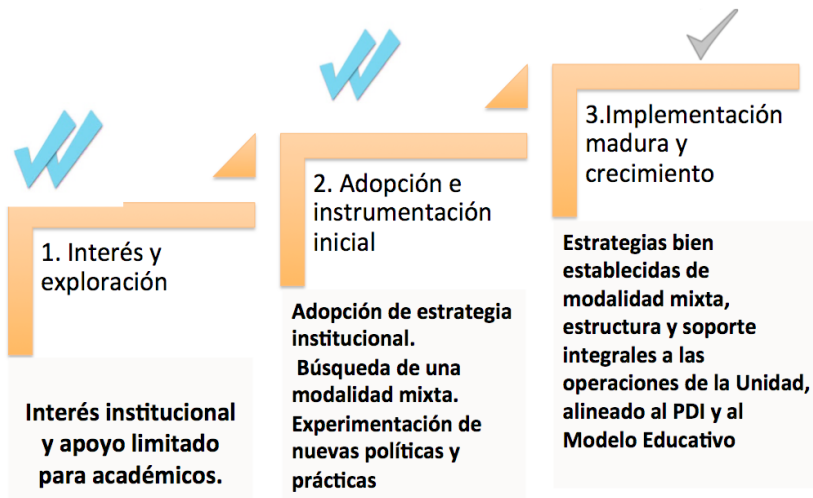 1. Interés y
exploración
Interés institucional
y apoyo limitado
para académicos.
2. Adopción e
instrumentación
inicial
Adopción de estrategia
institucional.
Búsqueda de una
modalidad mixta.
Experimentación de
nuevas políticas y
prácticas
3.Implementación
madura y
crecimiento
Estrategias bien
establecidas de
modalidad mixta,
estructura y soporte
integrales a las
operaciones de la Unidad,
alineado al PDI y al
Modelo Educativo